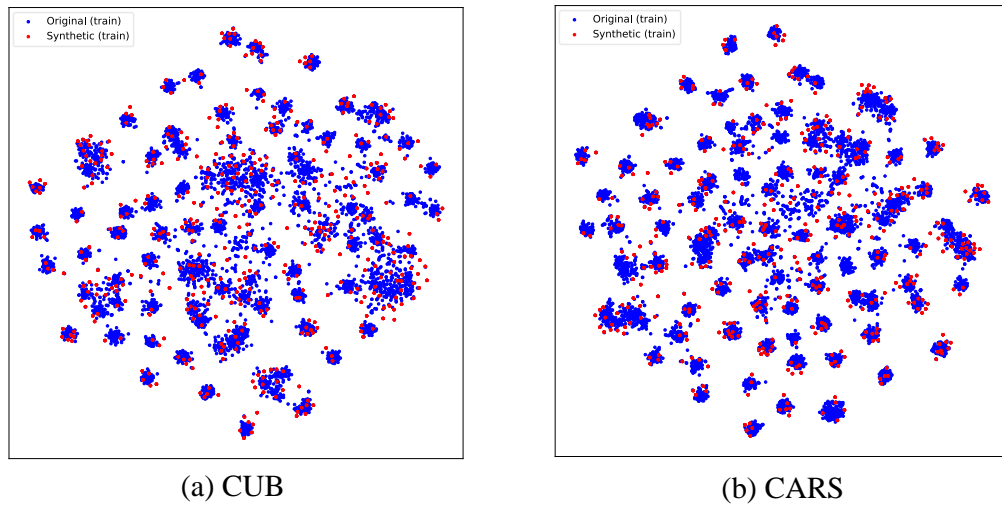 Original (train)
Synthetic (train)
Original (train)
Synthetic (train)
(a) CUB
(b) CARS